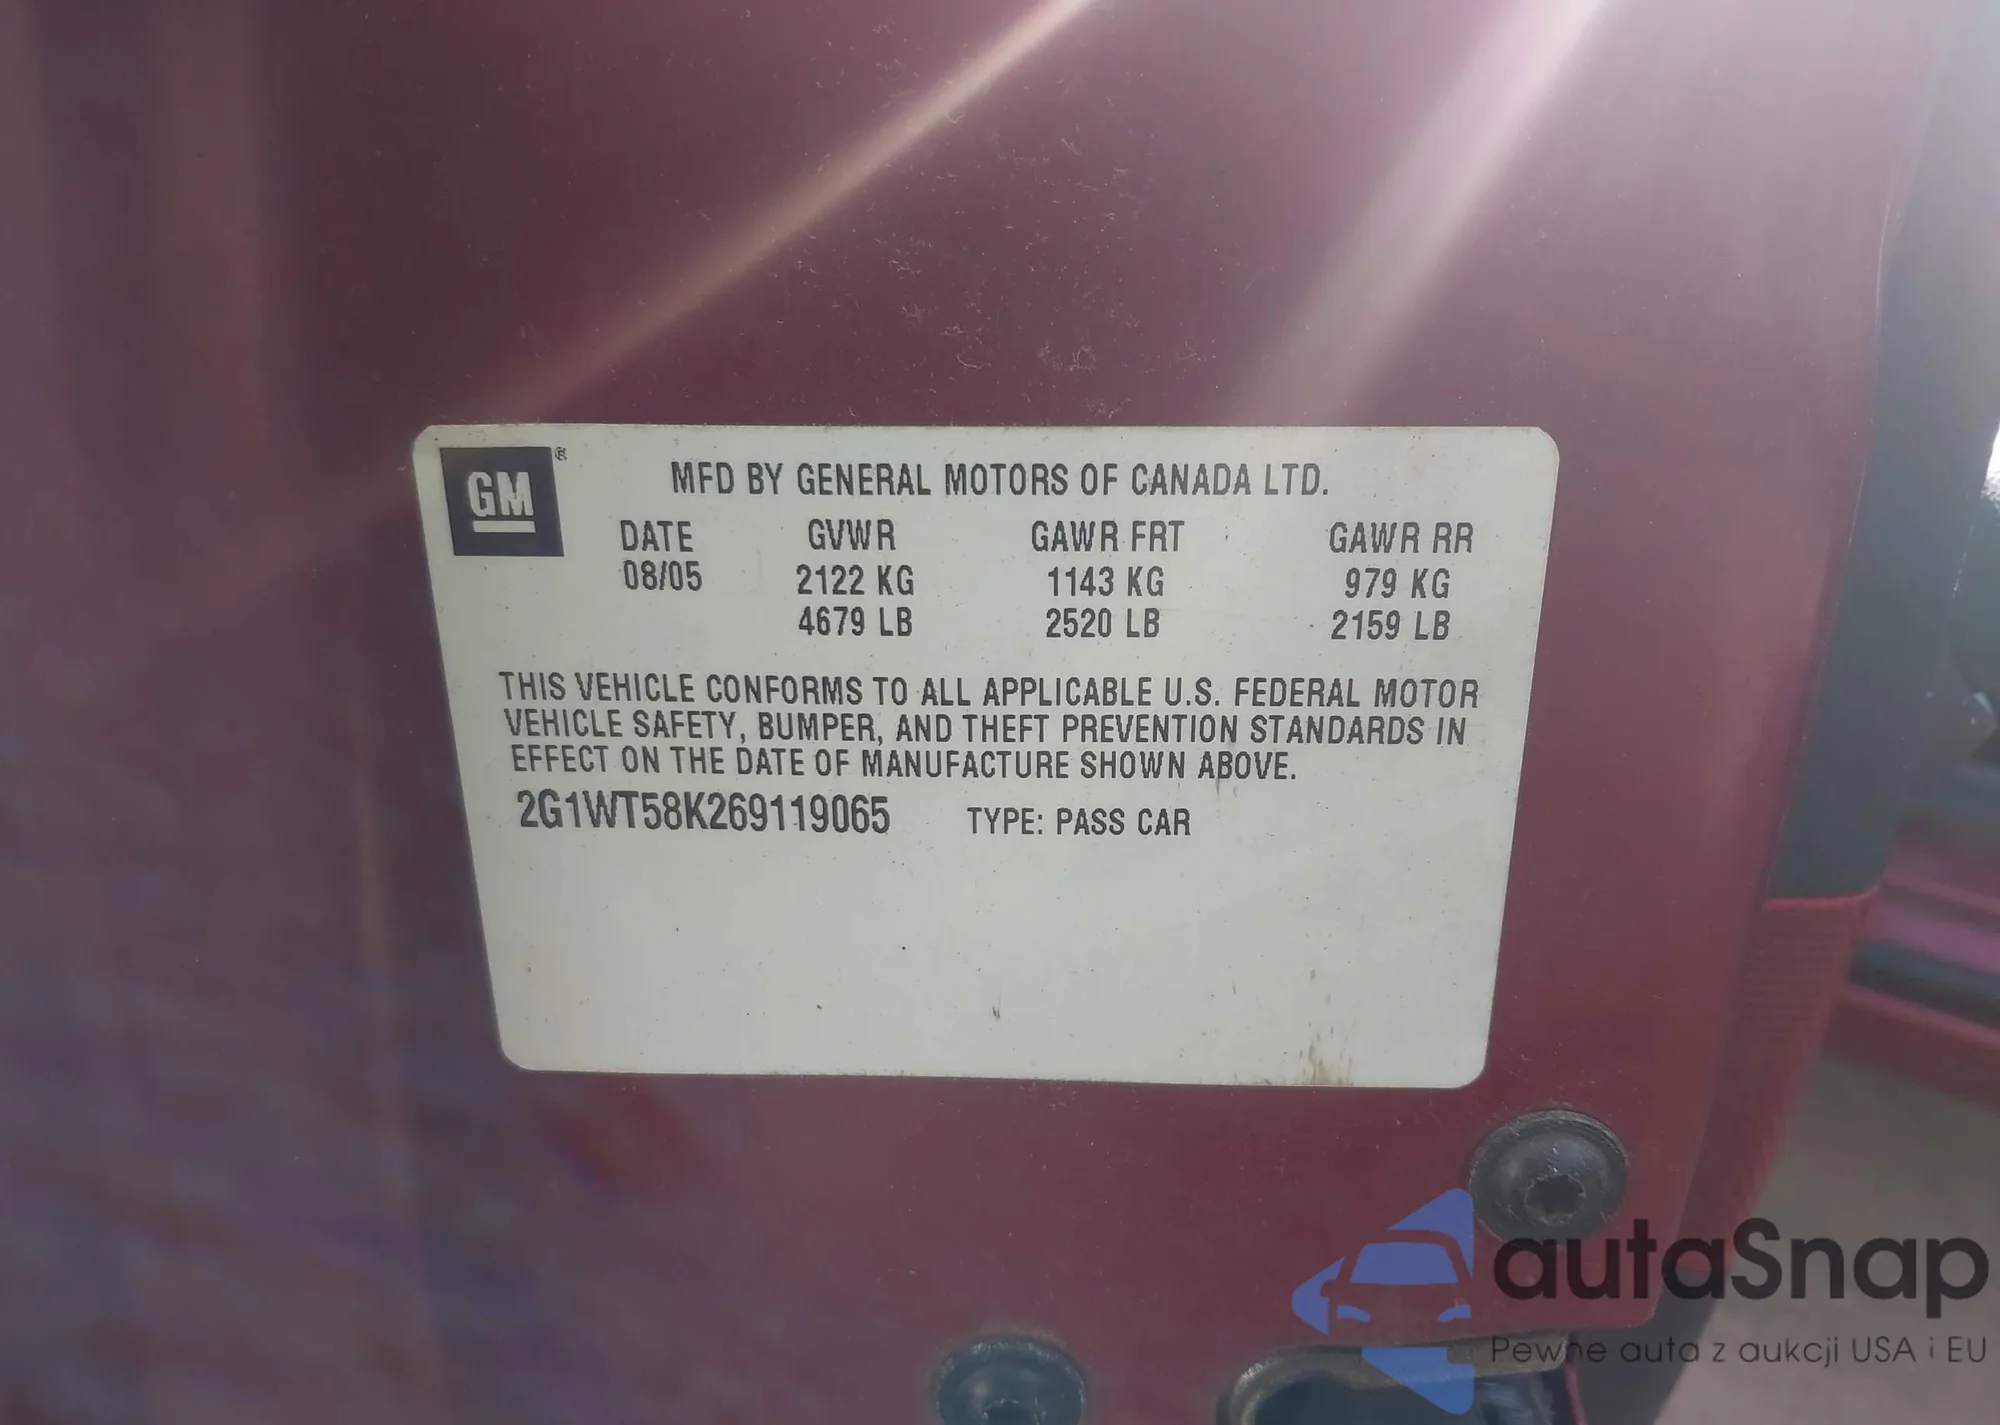 GM ®
MFD BY GENERAL MOTORS OF CANADA LTD.
DATE GVWR GAWR FRT GAWR RR
08/05 2122 KG 1143 KG 979 KG
4679 LB 2520 LB 2159 LB
THIS VEHICLE CONFORMS TO ALL APPLICABLE U.S. FEDERAL MOTOR
VEHICLE SAFETY, BUMPER, AND THEFT PREVENTION STANDARDS IN
EFFECT ON THE DATE OF MANUFACTURE SHOWN ABOVE.
2G1WT58K269119065 TYPE: PASS CAR
autaSnap
Pewne auta z aukcji USA i EU